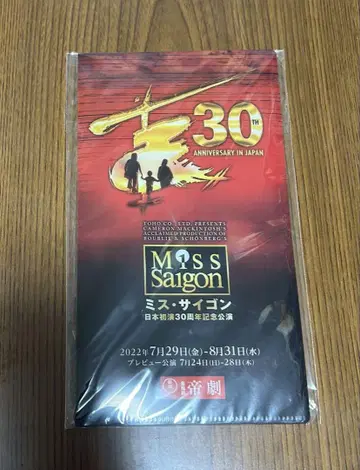 30TH
ANNIVERSARY IN JAPAN
TOHO CO., LTD. PRESENTS
CAMERON MACKINTOSH'S
ACCLAIMED PRODUCTION OF
BOUBLIL & SCHÖNBERG'S
MISS
Saigon
ミス・サイゴン
日本初演30周年記念公演
2022年7月29日(金)-8月31日(水)
プレビュー公演 7月24日(日)-28日(木)
帝劇